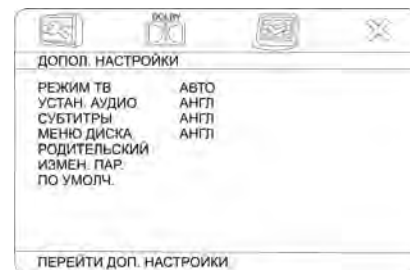 DOLBY
ДОПОЛ. НАСТРОЙКИ
РЕЖИМ ТВ АВТО
УСТАН. АУДИО АНГЛ
СУБТИТРЫ АНГЛ
МЕНЮ ДИСКА АНГЛ
РОДИТЕЛЬСКИЙ
ИЗМЕН. ПАР.
ПО УМОЛЧ.
ПЕРЕЙТИ ДОП. НАСТРОЙКИ